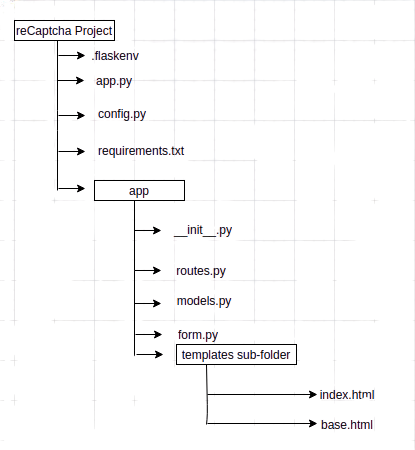 reCaptcha Project
.flaskenv
app.py
config.py
requirements.txt
app
__init__.py
routes.py
models.py
form.py
templates sub-folder
index.html
base.html